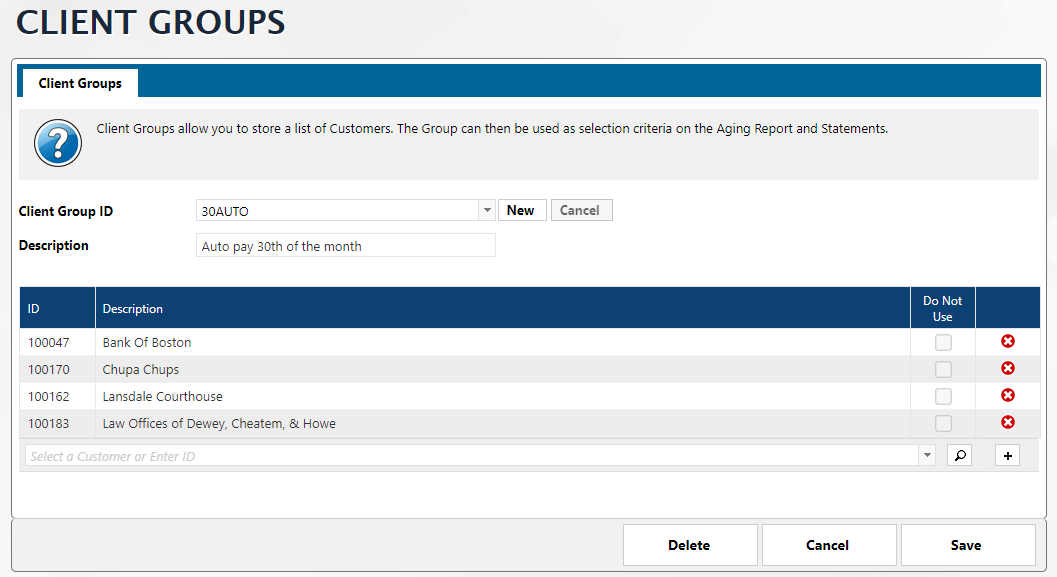 CLIENT GROUPS
Client Groups
Client Groups allow you to store a list of Customers. The Group can then be used as selection criteria on the Aging Report and Statements.
Client Group ID 30AUTO New Cancel
Description Auto pay 30th of the month
ID Description Do Not
Use
100047 Bank Of Boston
100170 Chupa Chups
100162 Lansdale Courthouse
100183 Law Offices of Dewey, Cheatem, & Howe
Select a Customer or Enter ID
Delete Cancel Save